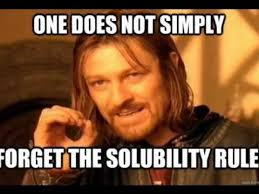 ONE DOES NOT SIMPLY
FORGET THE SOLUBILITY RULE